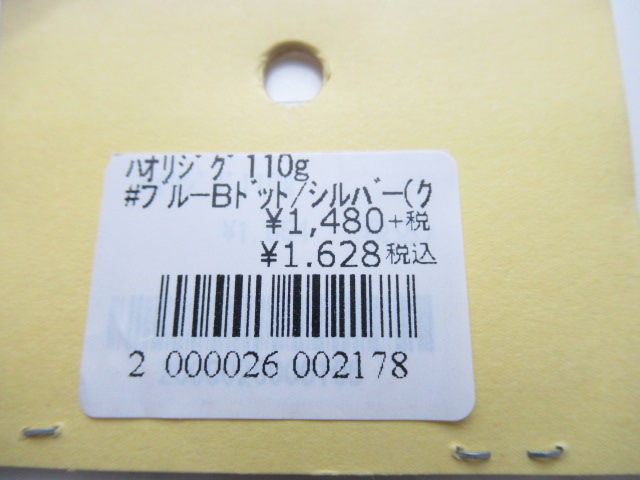 ﾊオリジグ 110g
#ブルーBドット/シルバー(ク
¥1,480+税
¥1.628税込
2 000026 002178